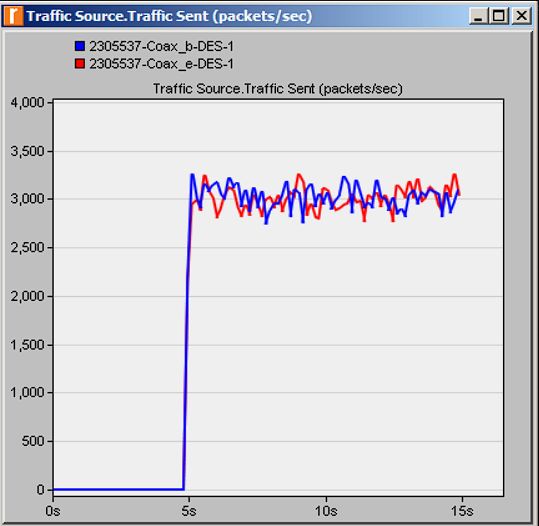 Traffic Source.Traffic Sent (packets/sec)
2305537-Coax_b-DES-1
2305537-Coax_e-DES-1
Traffic Source.Traffic Sent (packets/sec)
4,000
3,500
3,000
2,500
2,000
1,500
1,000
500
0
0s 5s 10s 15s